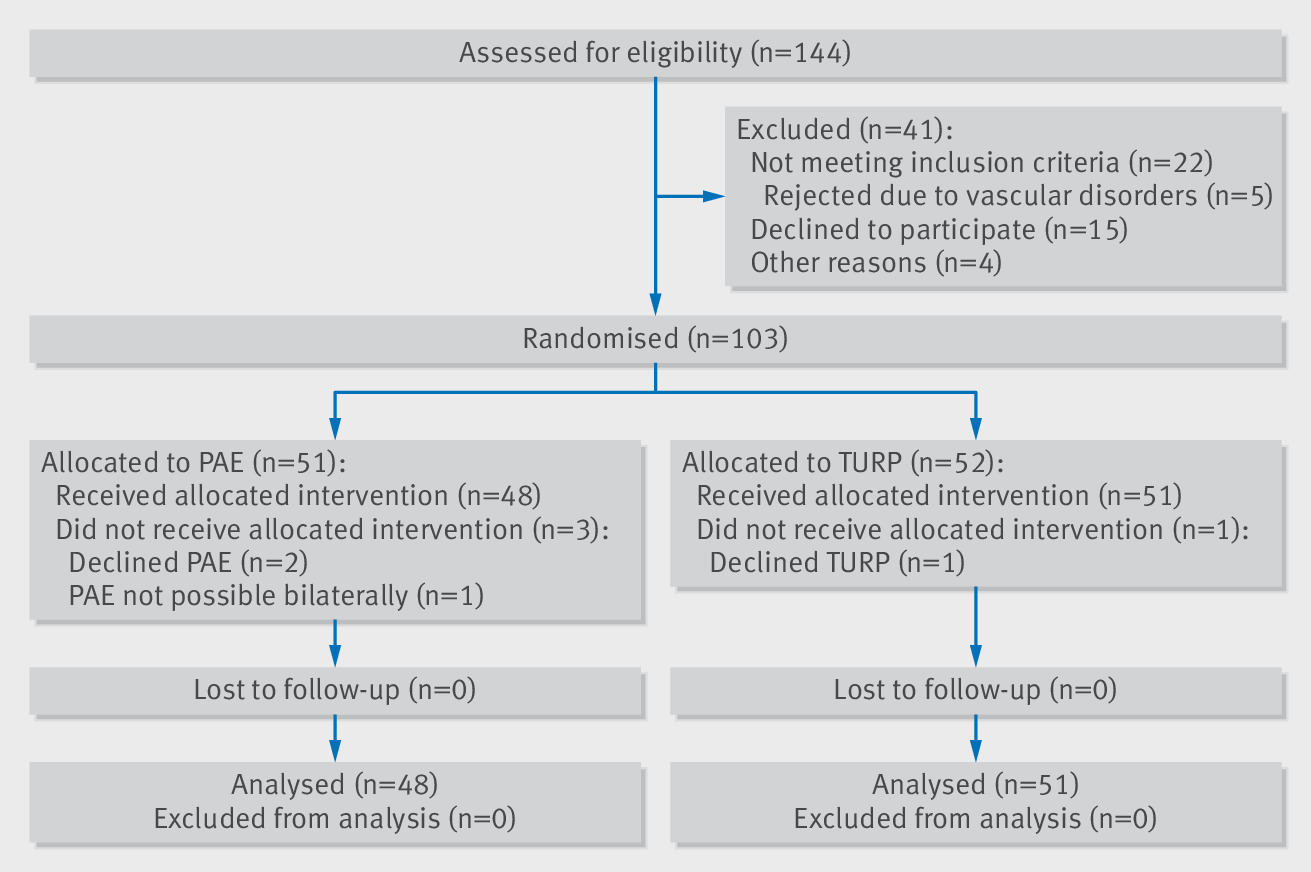 Assessed for eligibility (n=144)
Excluded (n=41):
Not meeting inclusion criteria (n=22)
Rejected due to vascular disorders (n=5)
Declined to participate (n=15)
Other reasons (n=4)
Randomised (n=103)
Allocated to PAE (n=51):
Received allocated intervention (n=48)
Did not receive allocated intervention (n=3):
Declined PAE (n=2)
PAE not possible bilaterally (n=1)
Allocated to TURP (n=52):
Received allocated intervention (n=51)
Did not receive allocated intervention (n=1):
Declined TURP (n=1)
Lost to follow-up (n=0)
Lost to follow-up (n=0)
Analysed (n=48)
Excluded from analysis (n=0)
Analysed (n=51)
Excluded from analysis (n=0)